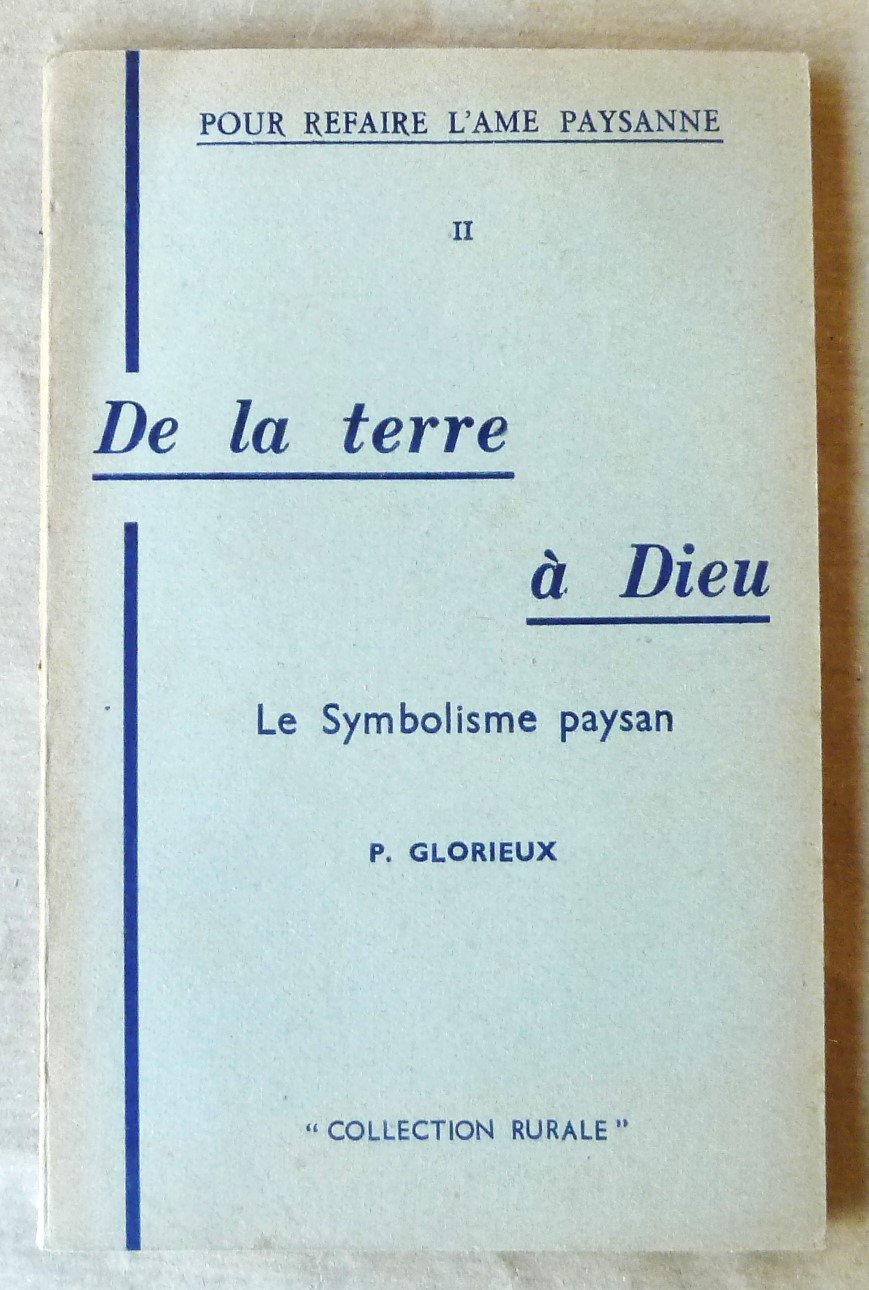 POUR REFAIRE L'AME PAYSANNE
II
De la terre
à Dieu
Le Symbolisme paysan
P. GLORIEUX
“COLLECTION RURALE”